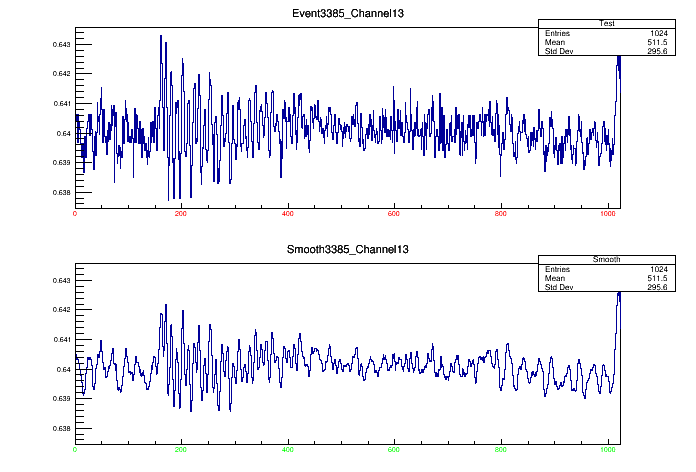 Event3385_Channel13
Test
Entries 1024
Mean 511.5
Std Dev 295.6
0.643
0.642
0.641
0.64
0.639
0.638
0 200 400 600 800 1000
Smooth3385_Channel13
Smooth
Entries 1024
Mean 511.5
Std Dev 295.6
0.643
0.642
0.641
0.64
0.639
0.638
0 200 400 600 800 1000